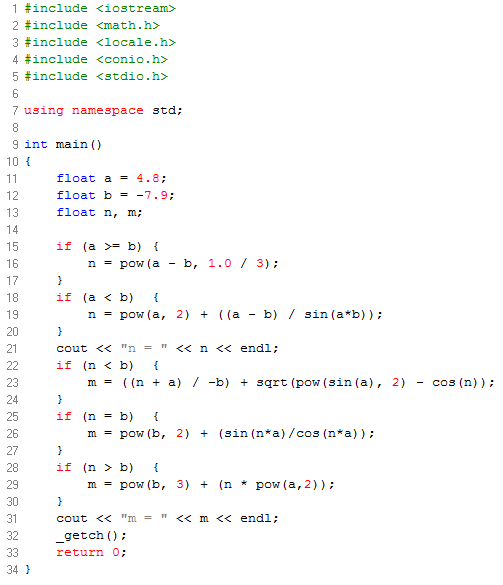 1 #include <iostream>
2 #include <math.h>
3 #include <locale.h>
4 #include <conio.h>
5 #include <stdio.h>
6
7 using namespace std;
8
9 int main()
10 {
11     float a = 4.8;
12     float b = -7.9;
13     float n, m;
14
15     if (a >= b) {
16         n = pow(a - b, 1.0 / 3);
17     }
18     if (a < b)  {
19         n = pow(a, 2) + ((a - b) / sin(a*b));
20     }
21     cout << "n = " << n << endl;
22     if (n < b)  {
23         m = ((n + a) / -b) + sqrt(pow(sin(a), 2) - cos(n));
24     }
25     if (n = b)  {
26         m = pow(b, 2) + (sin(n*a)/cos(n*a));
27     }
28     if (n > b)  {
29         m = pow(b, 3) + (n * pow(a,2));
30     }
31     cout << "m = " << m << endl;
32     _getch();
33     return 0;
34 }